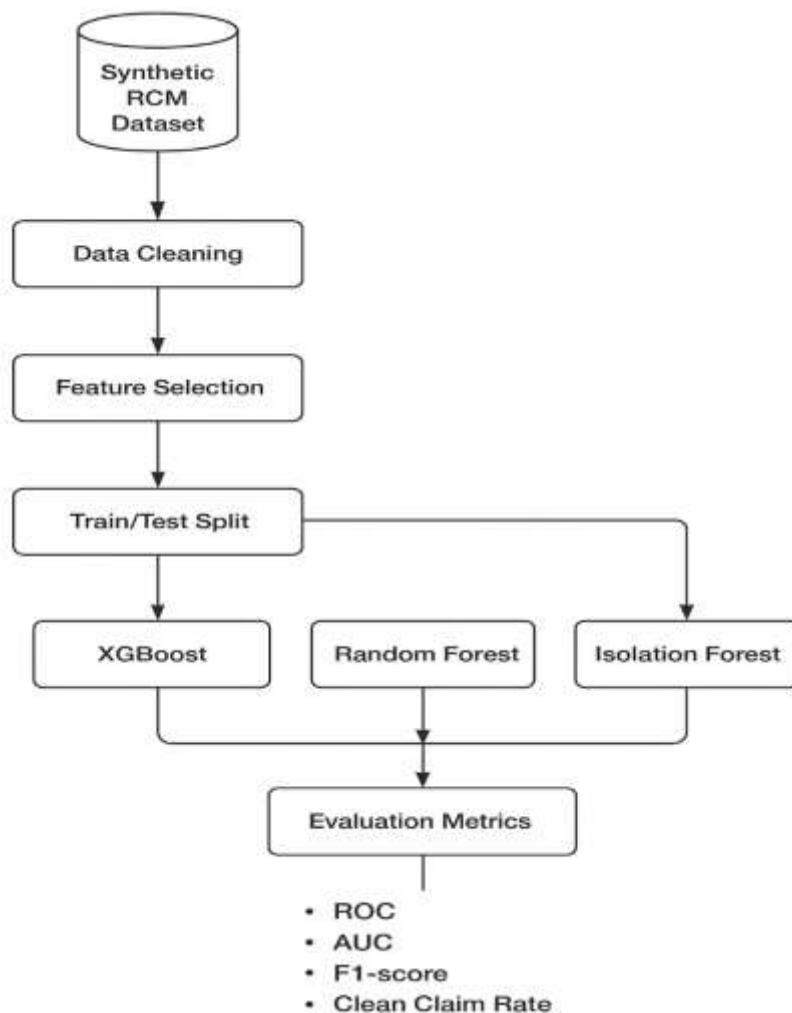 Synthetic
RCM
Dataset
Data Cleaning
Feature Selection
Train/Test Split
XGBoost
Random Forest
Isolation Forest
Evaluation Metrics
• ROC
• AUC
• F1-score
• Clean Claim Rate